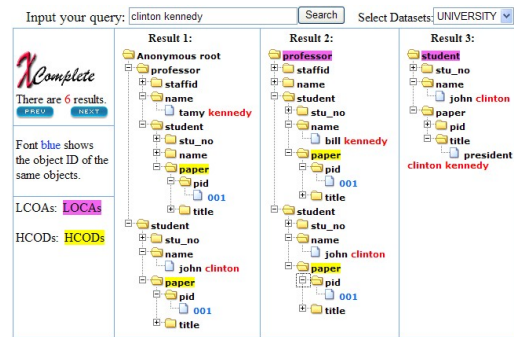 Input your query: clinton kennedy Search Select Datasets: UNIVERSITY
XComplete
There are 6 results.
PREV NEXT
Font blue shows
the object ID of the
same objects.
LCOAs: LOCAs
HCODs: HCODs
Result 1:
Anonymous root
professor
staffid
name
tamy kennedy
student
stu_no
name
paper
pid
001
title
student
stu_no
name
john clinton
paper
pid
001
title
Result 2:
professor
staffid
name
student
stu_no
name
bill kennedy
paper
pid
001
title
student
stu_no
name
john clinton
paper
pid
001
title
Result 3:
student
stu_no
name
john clinton
paper
pid
title
president
clinton kennedy